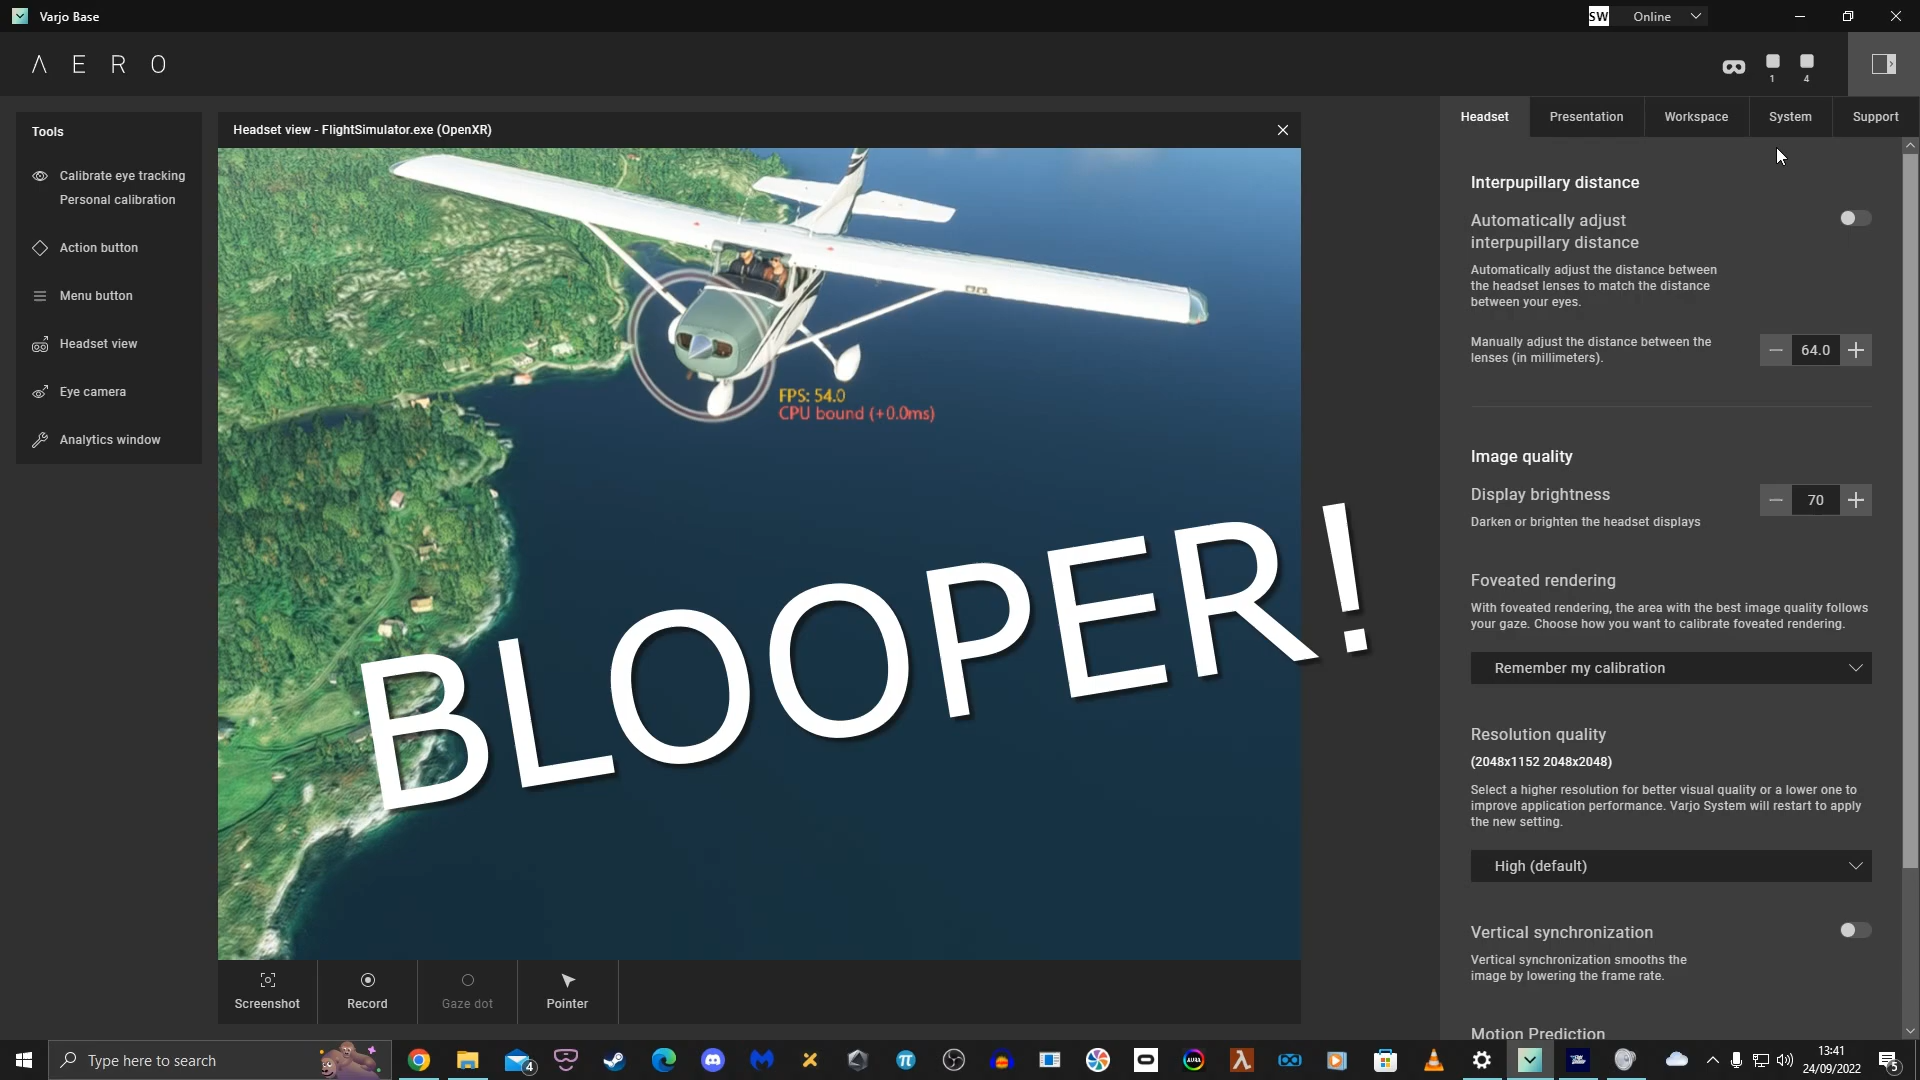 Varjo Base
SW
Online
AERO
1
4
Tools
Calibrate eye tracking
Personal calibration
Action button
Menu button
Headset view
Eye camera
Analytics window
Headset view - FlightSimulator.exe (OpenXR)
FPS: 54.0
CPU bound (+0.0ms)
BLOOPER!
Screenshot
Record
Gaze dot
Pointer
Headset
Presentation
Workspace
System
Support
Interpupillary distance
Automatically adjust
interpupillary distance
Automatically adjust the distance between
the headset lenses to match the distance
between your eyes.
Manually adjust the distance between the
lenses (in millimeters).
64.0
Image quality
Display brightness
Darken or brighten the headset displays
70
Foveated rendering
With foveated rendering, the area with the best image quality follows
your gaze. Choose how you want to calibrate foveated rendering.
Remember my calibration
Resolution quality
(2048x1152 2048x2048)
Select a higher resolution for better visual quality or a lower one to
improve application performance. Varjo System will restart to apply
the new setting.
High (default)
Vertical synchronization
Vertical synchronization smooths the
image by lowering the frame rate.
Motion Prediction
Type here to search
4
13:41
24/09/2022
5